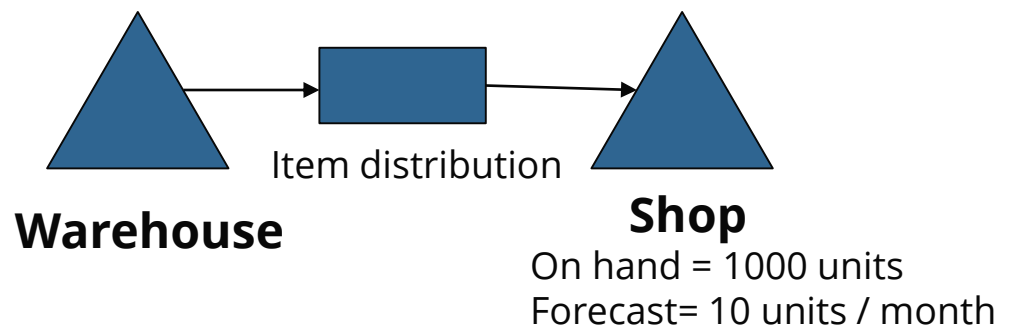 Item distribution
Warehouse
Shop
On hand = 1000 units
Forecast= 10 units / month